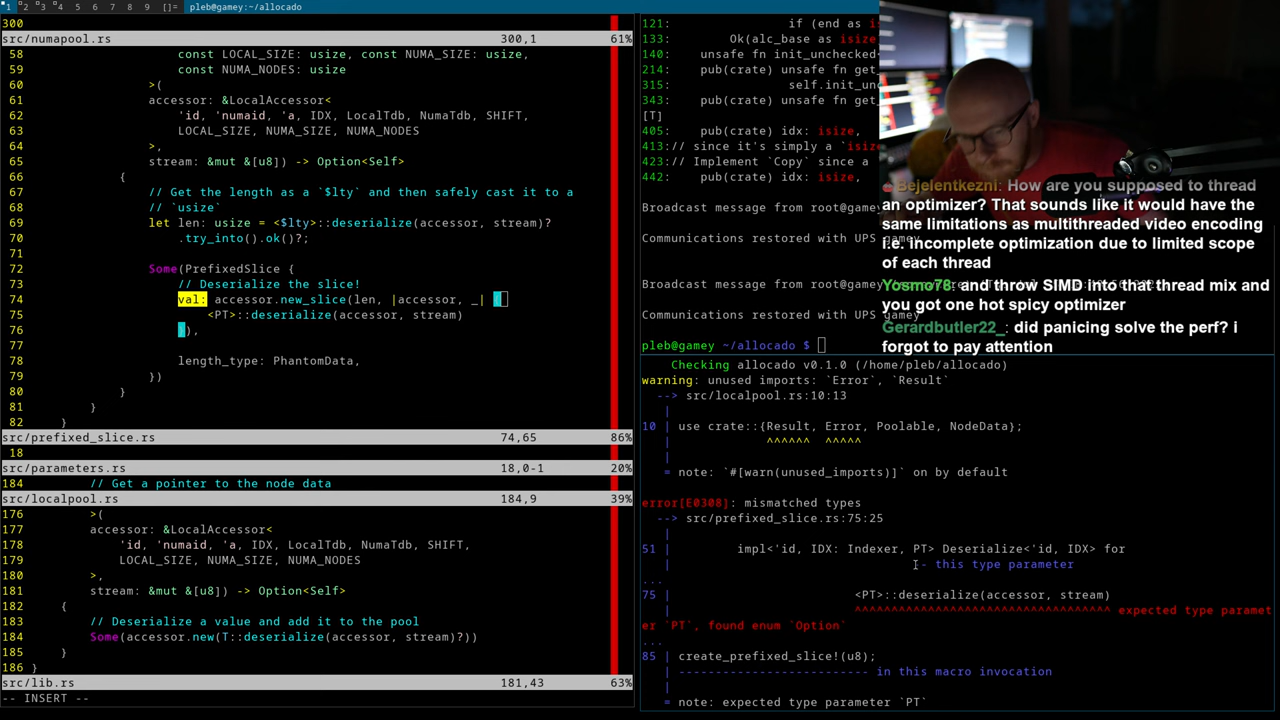 1 2 3 4 5 6 7 8 9 []= pleb@gamey:~/allocado
300
src/numapool.rs 300,1 61%
58 const LOCAL_SIZE: usize, const NUMA_SIZE: usize,
59 const NUMA_NODES: usize
60 >(
61 accessor: &LocalAccessor<
62 'id, 'numaid, 'a, IDX, LocalTdb, NumaTdb, SHIFT,
63 LOCAL_SIZE, NUMA_SIZE, NUMA_NODES
64 >,
65 stream: &mut &[u8]) -> Option<Self>
66 {
67 // Get the length as a `$lty` and then safely cast it to a
68 // `usize`
69 let len: usize = <$lty>::deserialize(accessor, stream)?
70 .try_into().ok()?;
71
72 Some(PrefixedSlice {
73 // Deserialize the slice!
74 val: accessor.new_slice(len, |accessor, _| {
75 <PT>::deserialize(accessor, stream)
76 }),
77
78 length_type: PhantomData,
79 })
80 }
81 }
82 }
src/prefixed_slice.rs 74,65 86%
18
src/parameters.rs 18,0-1 20%
184 // Get a pointer to the node data
src/localpool.rs 184,9 39%
176 >(
177 accessor: &LocalAccessor<
178 'id, 'numaid, 'a, IDX, LocalTdb, NumaTdb, SHIFT,
179 LOCAL_SIZE, NUMA_SIZE, NUMA_NODES
180 >,
181 stream: &mut &[u8]) -> Option<Self>
182 {
183 // Deserialize a value and add it to the pool
184 Some(accessor.new(T::deserialize(accessor, stream)?))
185 }
186 }
src/lib.rs 181,43 63%
-- INSERT --
121: if (end as isize
133: Ok(alc_base as isize
140: unsafe fn init_unchecked
214: pub(crate) unsafe fn get_
315: self.init_un
343: pub(crate) unsafe fn get_
[T]
405: pub(crate) idx: isize,
413:// since it's simply a `isize
423:// Implement `Copy` since a
442: pub(crate) idx: isize,
Broadcast message from root@gamey
Communications restored with UPS gamey
Broadcast message from root@gamey
Communications restored with UPS gamey
pleb@gamey ~/allocado $
Bejelentkezni: How are you supposed to thread
an optimizer? That sounds like it would have the
same limitations as multithreaded video encoding
i.e. incomplete optimization due to limited scope
of each thread
Yosmo78: and throw SIMD into that thread mix and
you got one hot spicy optimizer
Gerardbutler22_: did panicing solve the perf? i
forgot to pay attention
Checking allocado v0.1.0 (/home/pleb/allocado)
warning: unused imports: `Error`, `Result`
--> src/localpool.rs:10:13
|
10 | use crate::{Result, Error, Poolable, NodeData};
| ^^^^^^ ^^^^^
|
= note: `#[warn(unused_imports)]` on by default
error[E0308]: mismatched types
--> src/prefixed_slice.rs:75:25
|
51 | impl<'id, IDX: Indexer, PT> Deserialize<'id, IDX> for
| -- this type parameter
...
75 | <PT>::deserialize(accessor, stream)
| ^^^^^^^^^^^^^^^^^^^^^^^^^^^^^^^^^^^ expected type paramet
er `PT`, found enum `Option`
...
85 | create_prefixed_slice!(u8);
| -------------------------- in this macro invocation
|
= note: expected type parameter `PT`